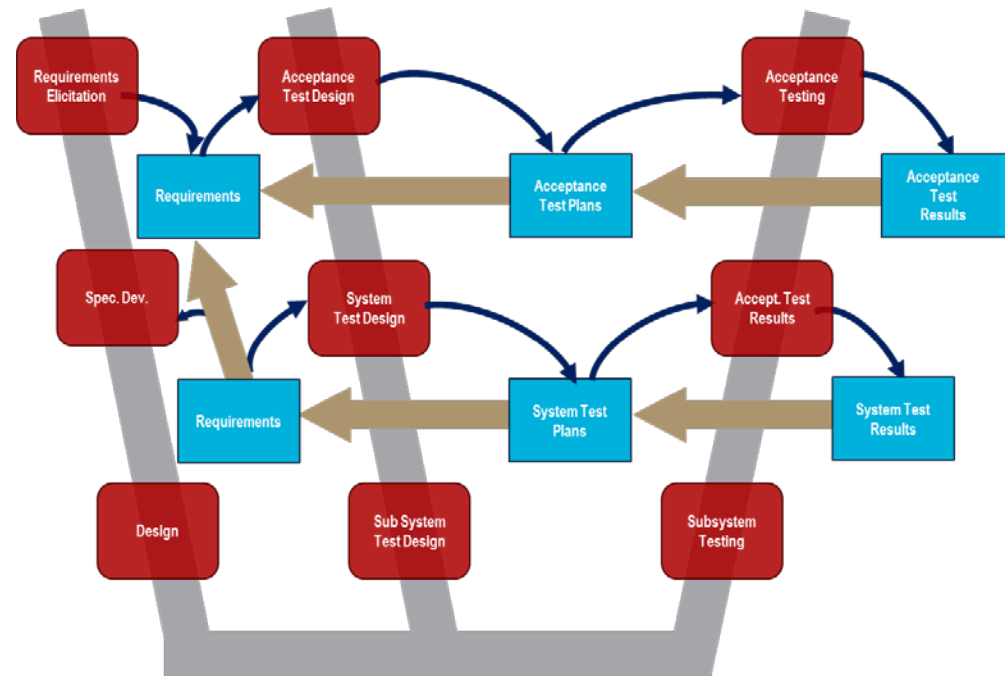 Requirements
Elicitation
Acceptance
Test Design
Acceptance
Testing
Requirements
Acceptance
Test Plans
Acceptance
Test
Results
Spec. Dev.
System
Test Design
Accept. Test
Results
Requirements
System Test
Plans
System Test
Results
Design
Sub System
Test Design
Subsystem
Testing